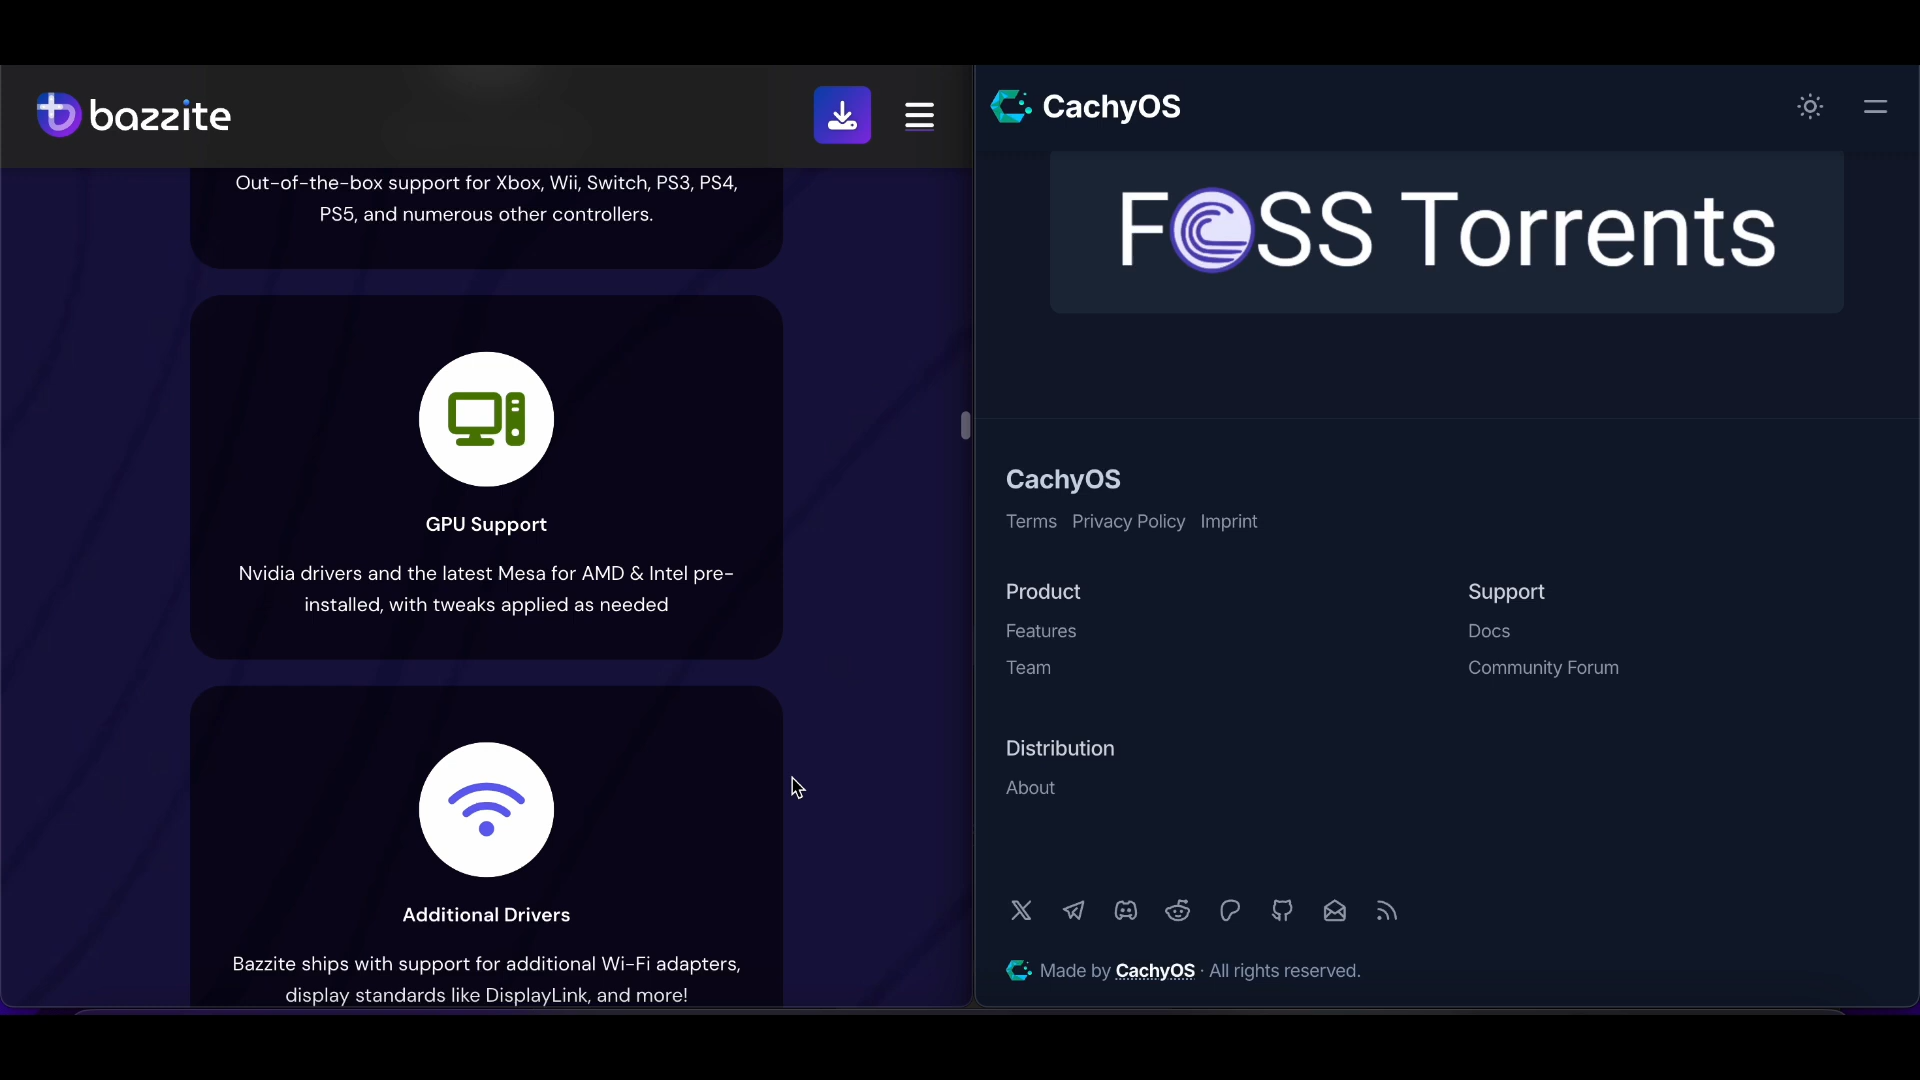 bazzite
Out-of-the-box support for Xbox, Wii, Switch, PS3, PS4,
PS5, and numerous other controllers.
GPU Support
Nvidia drivers and the latest Mesa for AMD & Intel pre-
installed, with tweaks applied as needed
Additional Drivers
Bazzite ships with support for additional Wi-Fi adapters,
display standards like DisplayLink, and more!
CachyOS
FOSS Torrents
CachyOS
Terms Privacy Policy Imprint
Product
Features
Team
Support
Docs
Community Forum
Distribution
About
Made by CachyOS · All rights reserved.